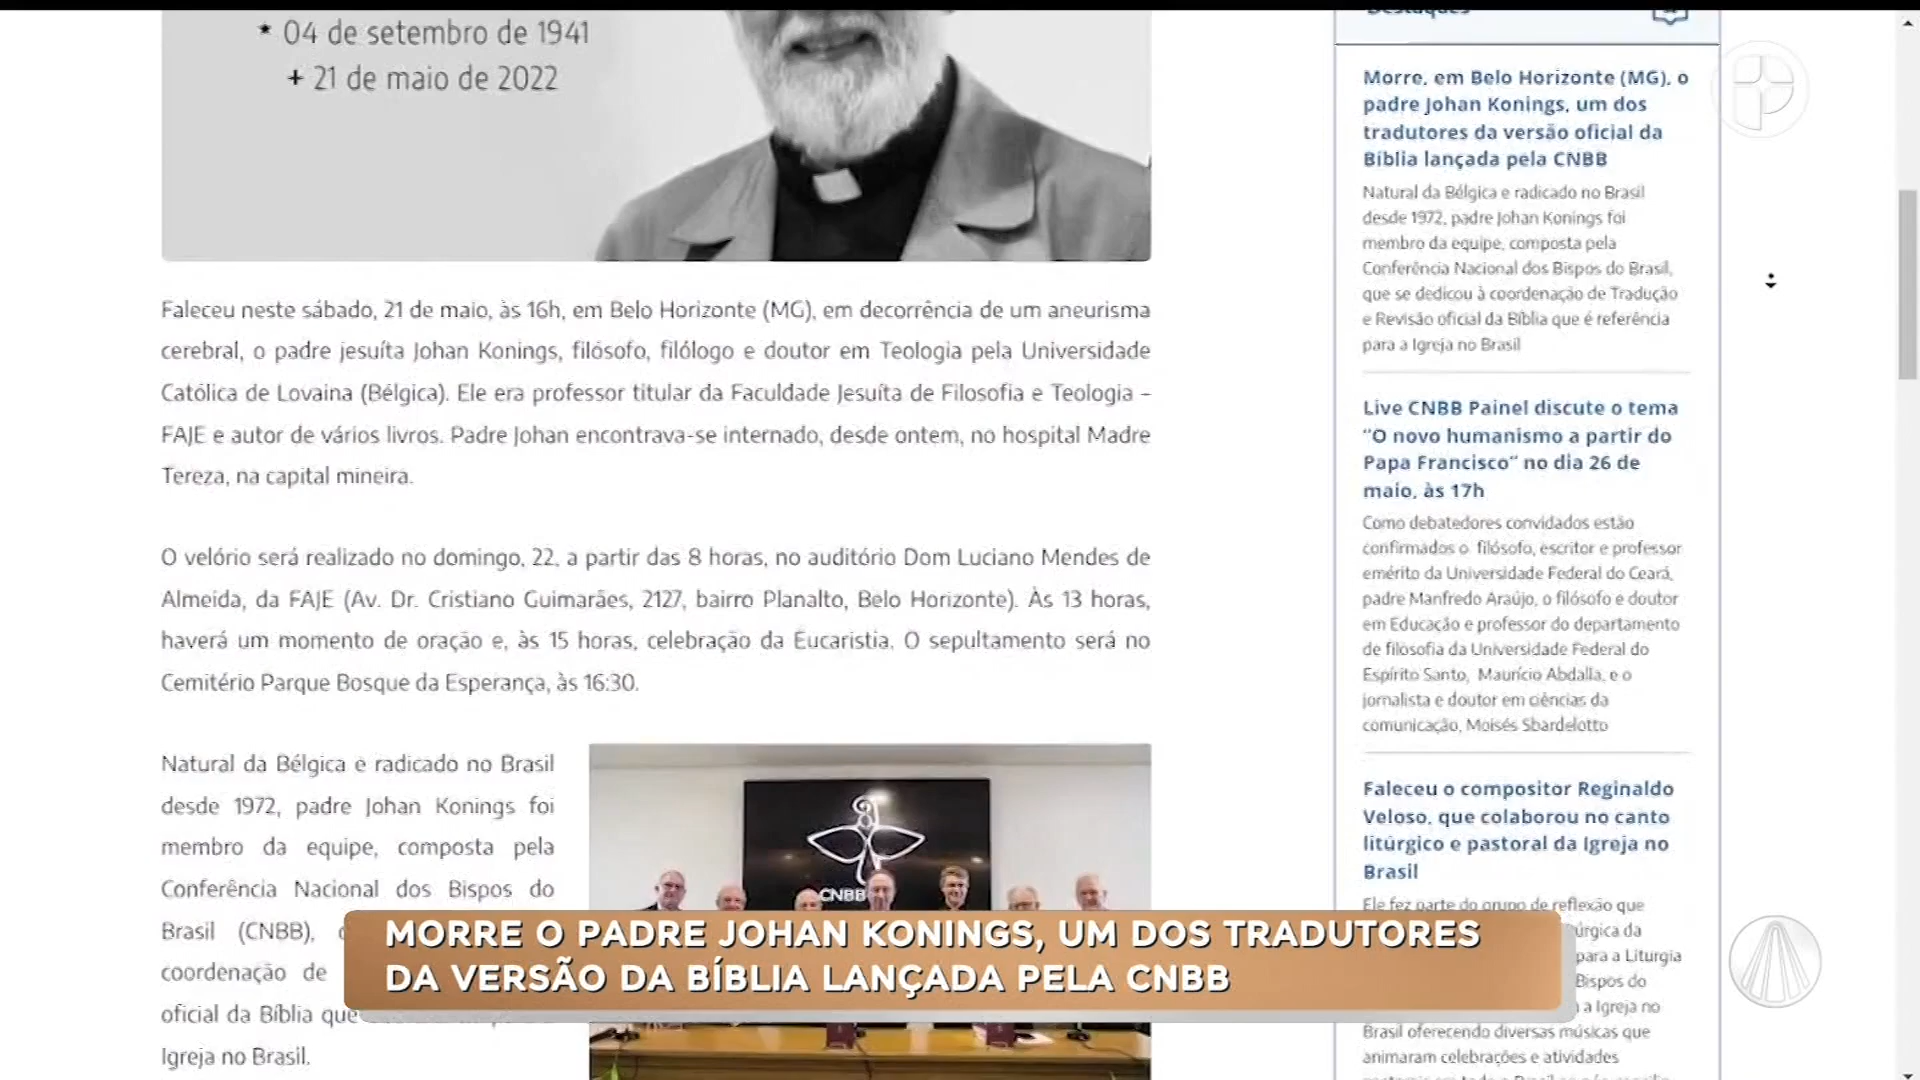 * 04 de setembro de 1941
+ 21 de maio de 2022
Faleceu neste sábado, 21 de maio, às 16h, em Belo Horizonte (MG), em decorrência de um aneurisma
cerebral, o padre jesuíta Johan Konings, filósofo, filólogo e doutor em Teologia pela Universidade
Católica de Lovaina (Bélgica). Ele era professor titular da Faculdade Jesuíta de Filosofia e Teologia –
FAJE e autor de vários livros. Padre Johan encontrava-se internado, desde ontem, no hospital Madre
Tereza, na capital mineira.
O velório será realizado no domingo, 22, a partir das 8 horas, no auditório Dom Luciano Mendes de
Almeida, da FAJE (Av. Dr. Cristiano Guimarães, 2127, bairro Planalto, Belo Horizonte). Às 13 horas,
haverá um momento de oração e, às 15 horas, celebração da Eucaristia. O sepultamento será no
Cemitério Parque Bosque da Esperança, às 16:30.
Natural da Bélgica e radicado no Brasil
desde 1972, padre Johan Konings foi
membro da equipe, composta pela
Conferência Nacional dos Bispos do
Brasil (CNBB),
coordenação de
oficial da Bíblia que
Igreja no Brasil.
CNBB
Destaques
Morre, em Belo Horizonte (MG), o
padre Johan Konings, um dos
tradutores da versão oficial da
Bíblia lançada pela CNBB
Natural da Bélgica e radicado no Brasil
desde 1972, padre Johan Konings foi
membro da equipe, composta pela
Conferência Nacional dos Bispos do Brasil,
que se dedicou à coordenação de Tradução
e Revisão oficial da Bíblia que é referência
para a Igreja no Brasil
Live CNBB Painel discute o tema
“O novo humanismo a partir do
Papa Francisco” no dia 26 de
maio, às 17h
Como debatedores convidados estão
confirmados o filósofo, escritor e professor
emérito da Universidade Federal do Ceará,
padre Manfredo Araújo, o filósofo e doutor
em Educação e professor do departamento
de filosofia da Universidade Federal do
Espírito Santo, Maurício Abdalla, e o
jornalista e doutor em ciências da
comunicação, Moisés Sbardelotto
Faleceu o compositor Reginaldo
Veloso, que colaborou no canto
litúrgico e pastoral da Igreja no
Brasil
Ele fez parte do grupo de reflexão que
da
para a Liturgia
Bispos do
a Igreja no
Brasil oferecendo diversas músicas que
animaram celebrações e atividades
MORRE O PADRE JOHAN KONINGS, UM DOS TRADUTORES
DA VERSÃO DA BÍBLIA LANÇADA PELA CNBB